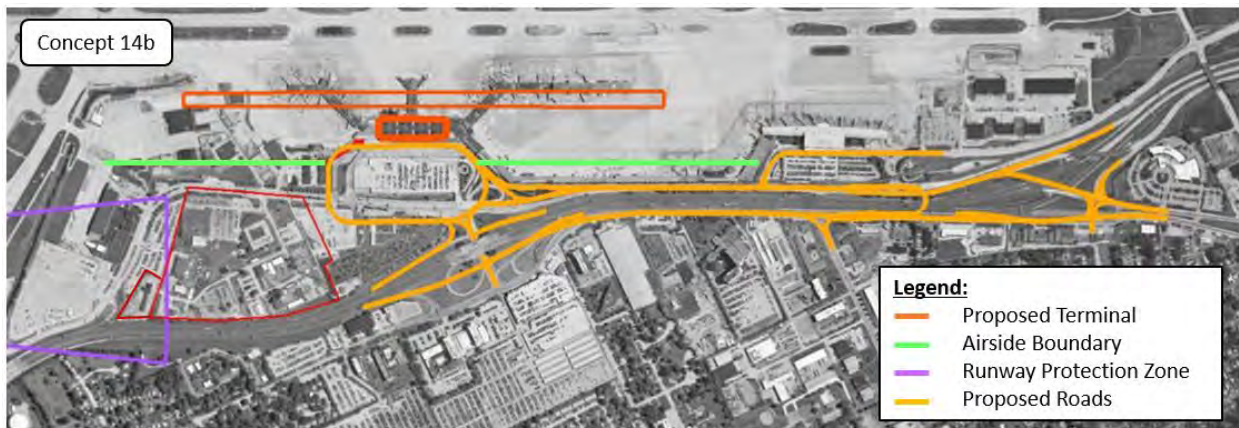 Concept 14b
Legend:
Proposed Terminal
Airside Boundary
Runway Protection Zone
Proposed Roads